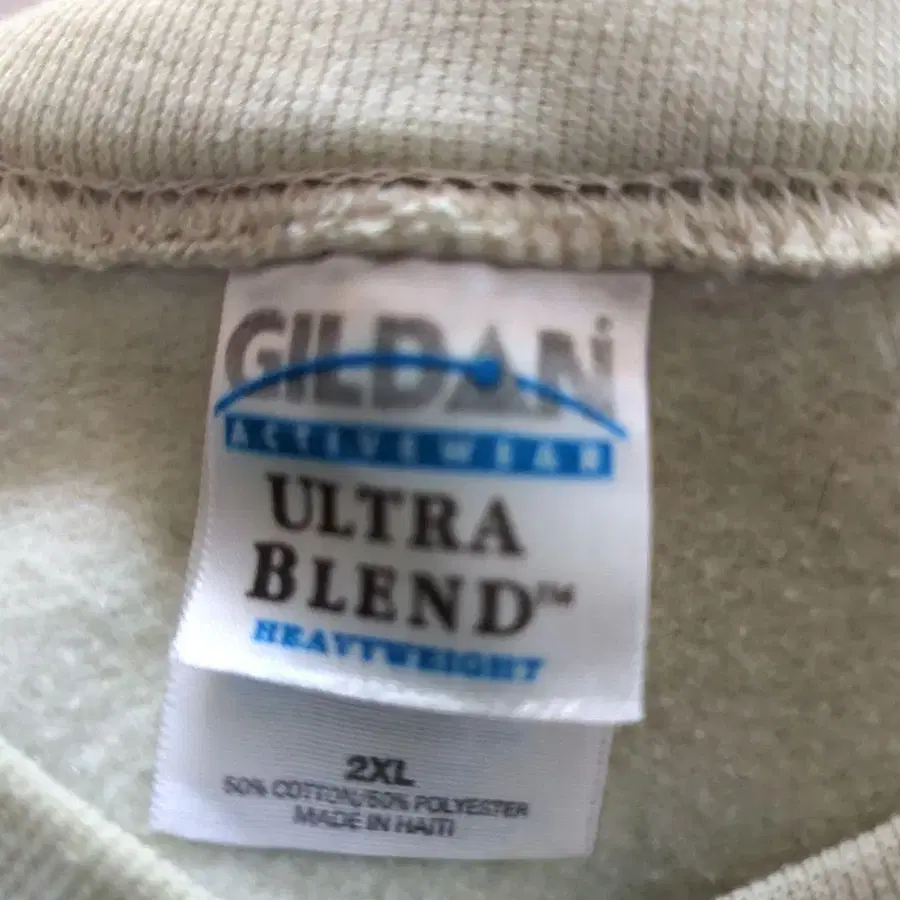 GILDAN
ACTIVEWEAR
ULTRA
BLEND™
HEAVYWEIGHT
2XL
50% COTTON/50% POLYESTER
MADE IN HAITI